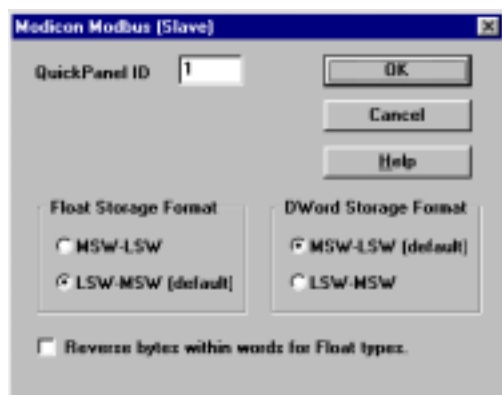 Modicon Modbus (Slave)
QuickPanel ID 1
OK
Cancel
Help
Float Storage Format
MSW-LSW
LSW-MSW (default)
DWord Storage Format
MSW-LSW (default)
LSW-MSW
Reverse bytes within words for Float types.